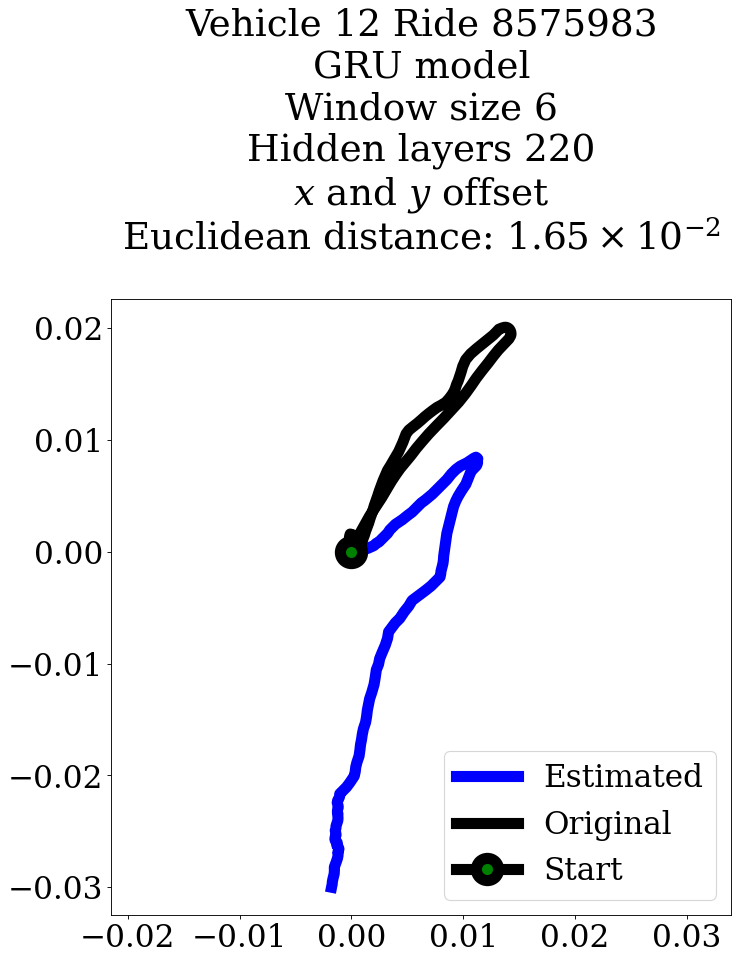 Vehicle 12 Ride 8575983
GRU model
Window size 6
Hidden layers 220
x and y offset
Euclidean distance: 1.65 × 10⁻²
0.02
0.01
0.00
−0.01
−0.02
−0.03
Estimated
Original
Start
−0.02 −0.01 0.00 0.01 0.02 0.03